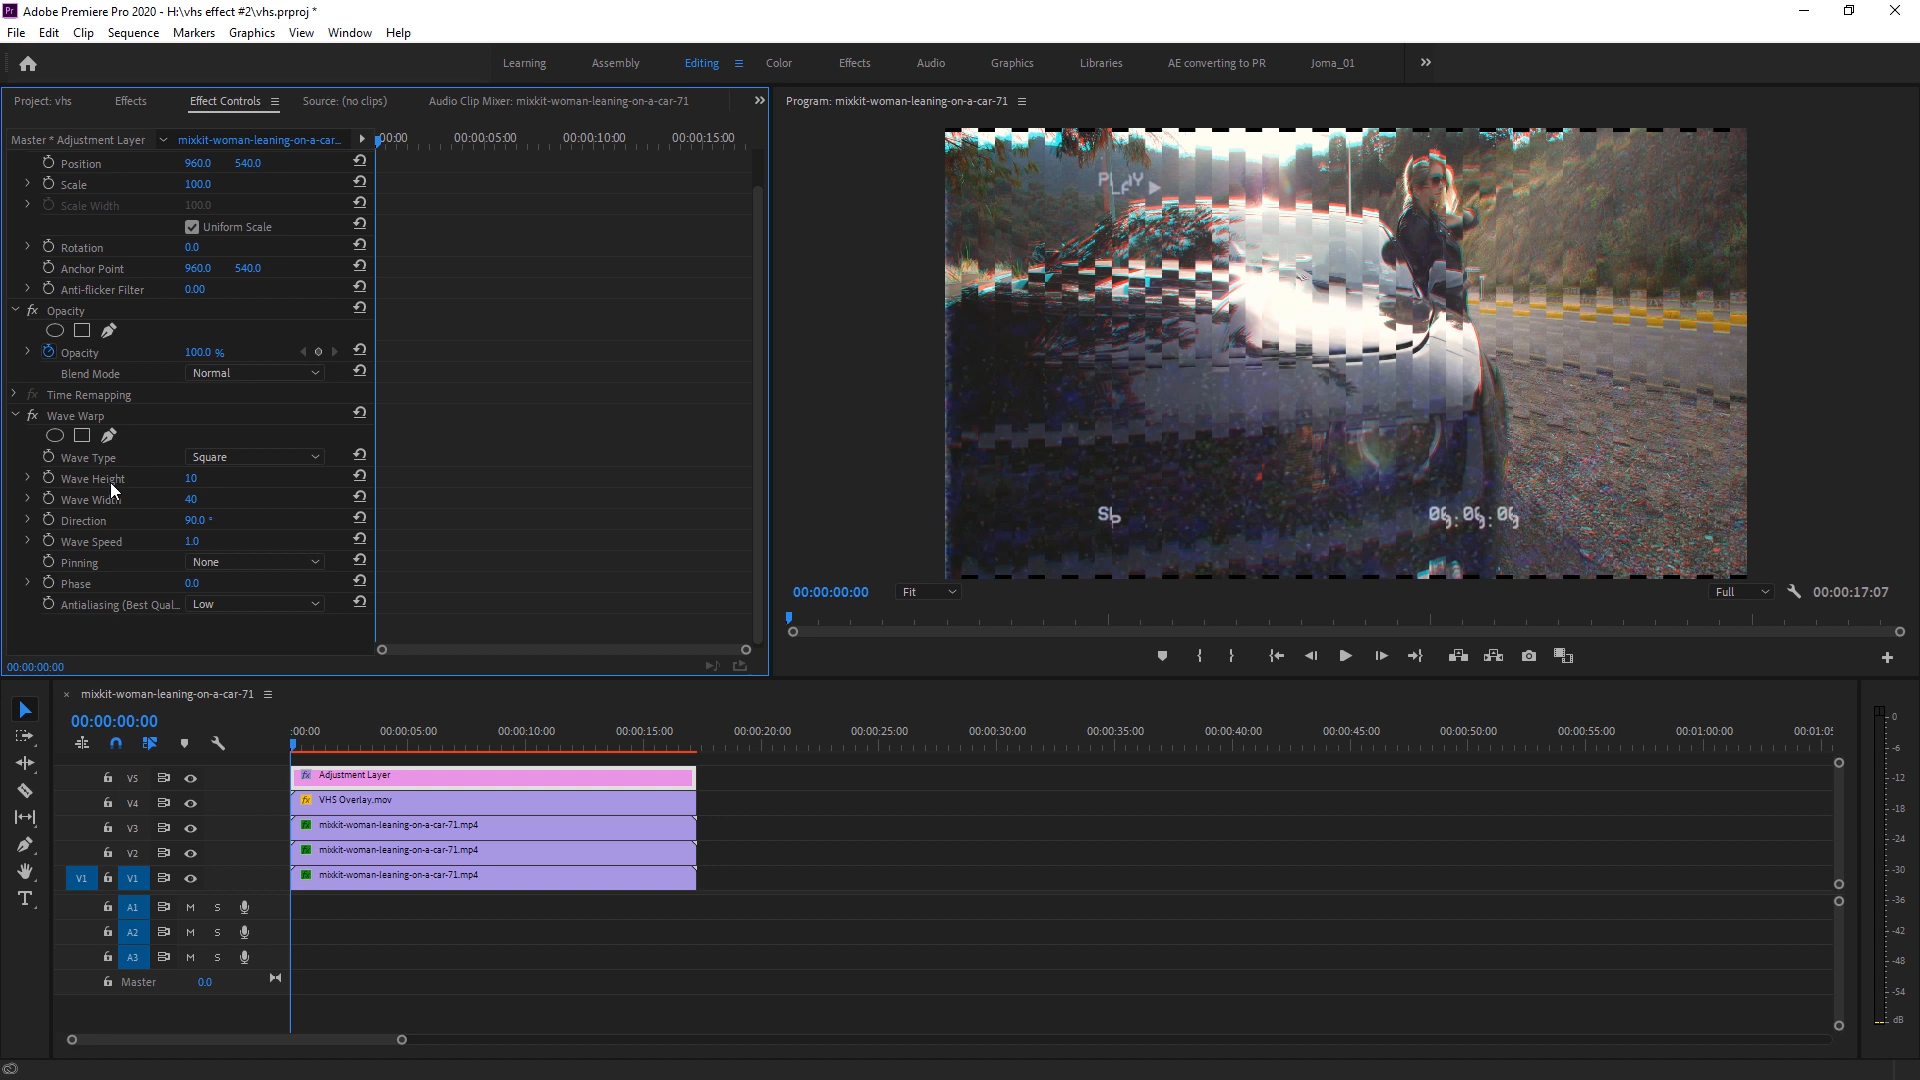 Pr Adobe Premiere Pro 2020 - H:\vhs effect #2\vhs.prproj *
File Edit Clip Sequence Markers Graphics View Window Help
Learning Assembly Editing Color Effects Audio Graphics Libraries AE converting to PR Joma_01
Project: vhs Effects Effect Controls Source: (no clips) Audio Clip Mixer: mixkit-woman-leaning-on-a-car-71
Master * Adjustment Layer mixkit-woman-leaning-on-a-car... :00:00 00:00:05:00 00:00:10:00 00:00:15:00
Position 960.0 540.0
Scale 100.0
Scale Width 100.0
Uniform Scale
Rotation 0.0
Anchor Point 960.0 540.0
Anti-flicker Filter 0.00
fx Opacity
Opacity 100.0 %
Blend Mode Normal
fx Time Remapping
fx Wave Warp
Wave Type Square
Wave Height 10
Wave Width 40
Direction 90.0 °
Wave Speed 1.0
Pinning None
Phase 0.0
Antialiasing (Best Qual... Low
00:00:00:00
Program: mixkit-woman-leaning-on-a-car-71
PLAY
SP 00:00:00
00:00:00:00 Fit Full 00:00:17:07
mixkit-woman-leaning-on-a-car-71
00:00:00:00
:00:00 00:00:05:00 00:00:10:00 00:00:15:00 00:00:20:00 00:00:25:00 00:00:30:00 00:00:35:00 00:00:40:00 00:00:45:00 00:00:50:00 00:00:55:00 00:01:00:00 00:01:05
V5 fx Adjustment Layer
V4 fx VHS Overlay.mov
V3 fx mixkit-woman-leaning-on-a-car-71.mp4
V2 fx mixkit-woman-leaning-on-a-car-71.mp4
V1 V1 fx mixkit-woman-leaning-on-a-car-71.mp4
A1 M S
A2 M S
A3 M S
Master 0.0
0
-6
-12
-18
-24
-30
-36
-42
-48
-54
dB